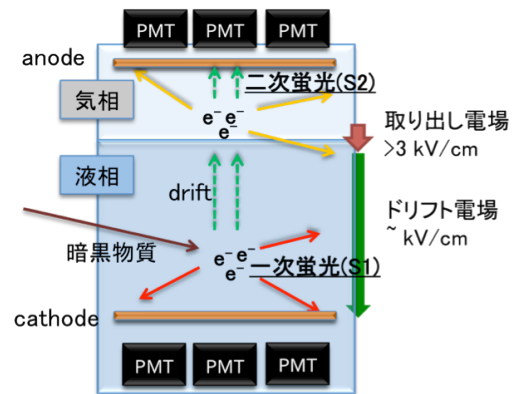 PMT PMT PMT
anode
二次蛍光(S2)
気相
e⁻ e⁻
e⁻
取り出し電場
>3 kV/cm
液相
drift
ドリフト電場
~ kV/cm
暗黒物質
e⁻ e⁻
e⁻
一次蛍光(S1)
cathode
PMT PMT PMT